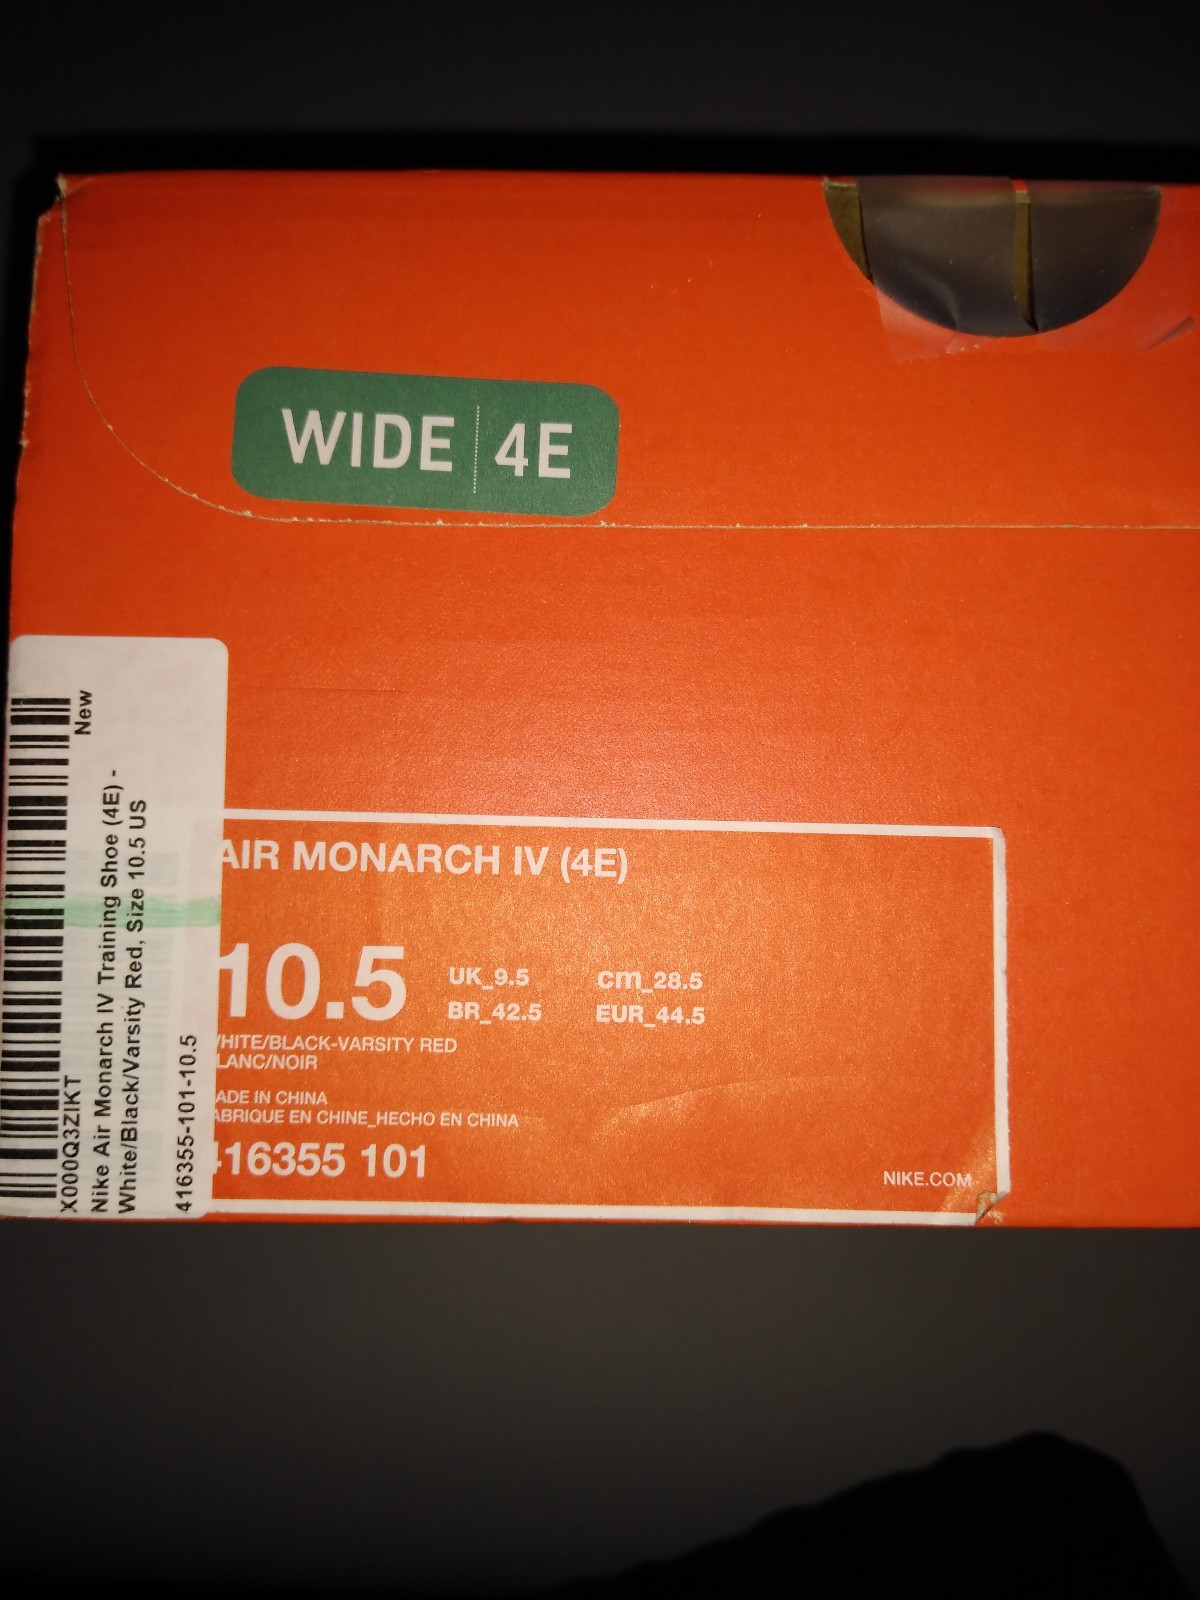 WIDE 4E
New
X000Q3ZIKT
Nike Air Monarch IV Training Shoe (4E) -
White/Black/Varsity Red, Size 10.5 US
416355-101-10.5
AIR MONARCH IV (4E)
10.5
UK_9.5 cm_28.5
BR_42.5 EUR_44.5
HITE/BLACK-VARSITY RED
LANC/NOIR
ADE IN CHINA
ABRIQUE EN CHINE_HECHO EN CHINA
416355 101
NIKE.COM